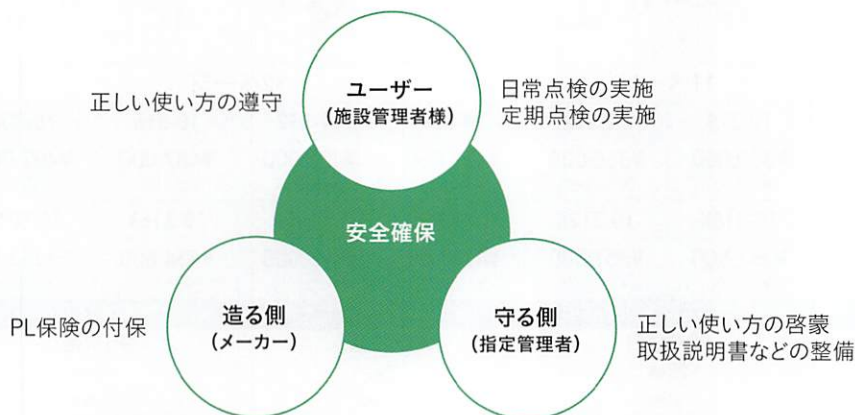 正しい使い方の遵守
ユーザー
(施設管理者様)
日常点検の実施
定期点検の実施
安全確保
PL保険の付保
造る側
(メーカー)
守る側
(指定管理者)
正しい使い方の啓蒙
取扱説明書などの整備